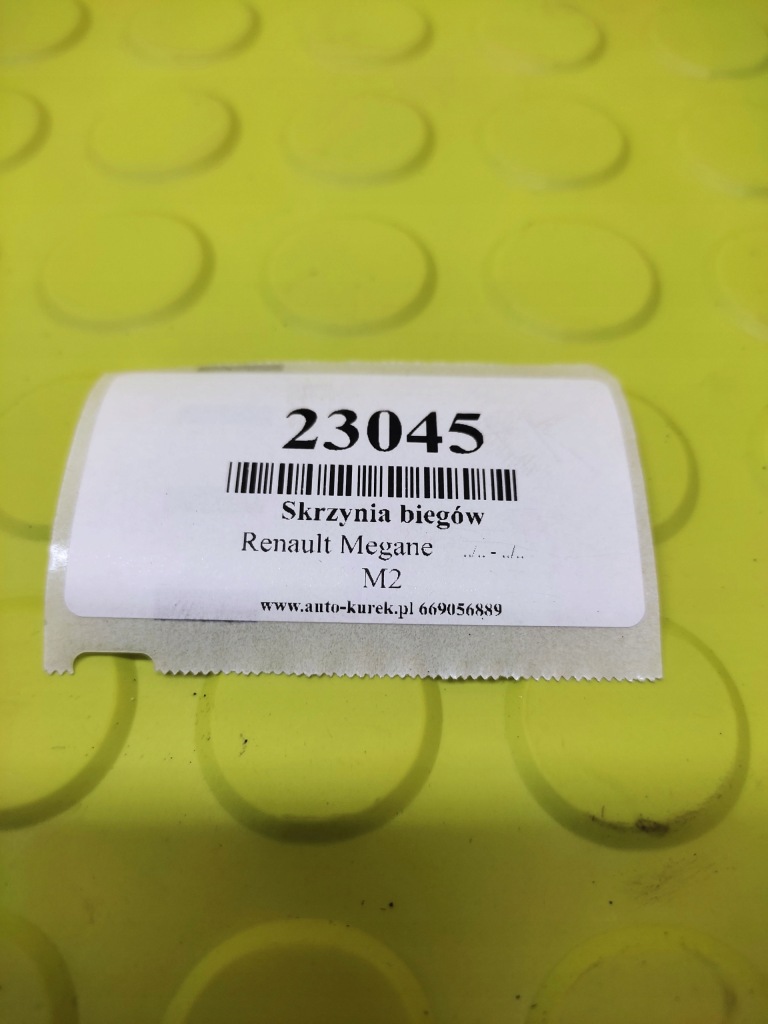 23045
Skrzynia biegów
Renault Megane ../.. - ../..
M2
www.auto-kurek.pl 669056889